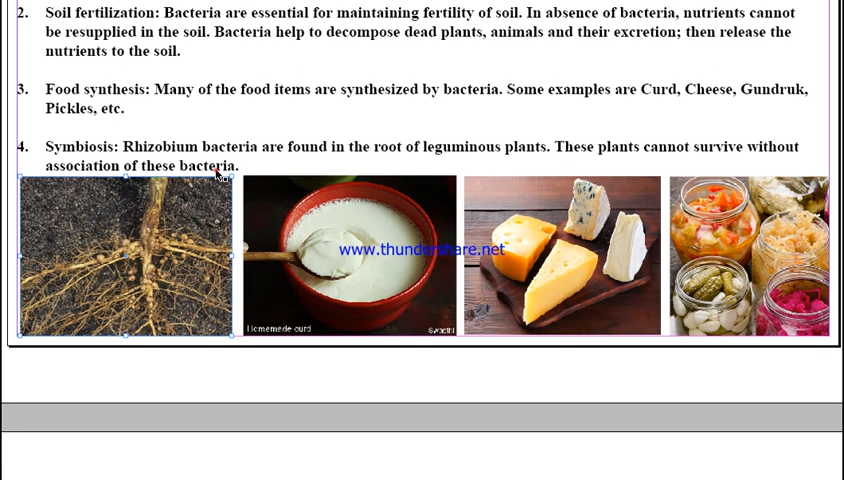 2. Soil fertilization: Bacteria are essential for maintaining fertility of soil. In absence of bacteria, nutrients cannot
be resupplied in the soil. Bacteria help to decompose dead plants, animals and their excretion; then release the
nutrients to the soil.
3. Food synthesis: Many of the food items are synthesized by bacteria. Some examples are Curd, Cheese, Gundruk,
Pickles, etc.
4. Symbiosis: Rhizobium bacteria are found in the root of leguminous plants. These plants cannot survive without
association of these bacteria.
www.thundershare.net
Homemade curd
Swasthi